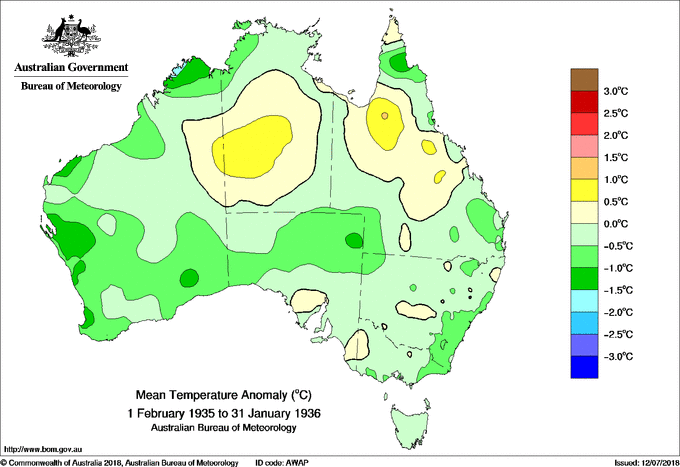 Australian Government
Bureau of Meteorology
3.0°C
2.5°C
2.0°C
1.5°C
1.0°C
0.5°C
0.0°C
-0.5°C
-1.0°C
-1.5°C
-2.0°C
-2.5°C
-3.0°C
Mean Temperature Anomaly (°C)
1 February 1935 to 31 January 1936
Australian Bureau of Meteorology
http://www.bom.gov.au
© Commonwealth of Australia 2018, Australian Bureau of Meteorology ID code: AWAP Issued: 12/07/2018